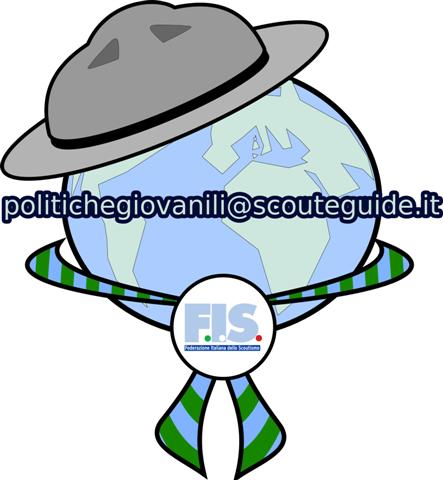 politichegiovanili@scouteguide.it
F.I.S.
Federazione Italiana dello Scoutismo